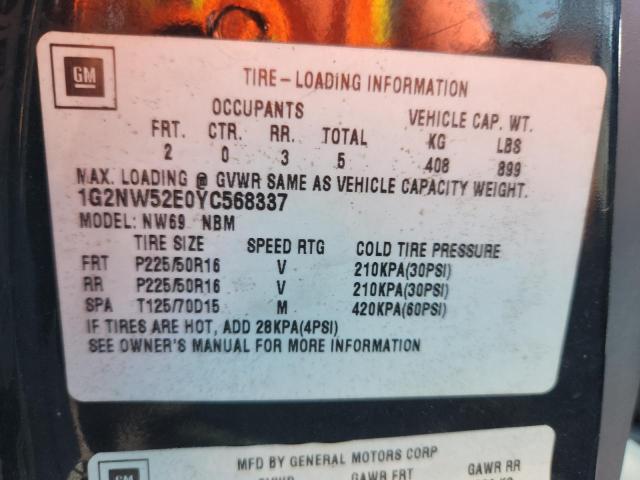 GM
TIRE-LOADING INFORMATION
OCCUPANTS VEHICLE CAP. WT.
FRT. CTR. RR. TOTAL KG LBS
2 0 3 5 408 899
MAX. LOADING @ GVWR SAME AS VEHICLE CAPACITY WEIGHT.
1G2NW52E0YC568337
MODEL: NW69 NBM
TIRE SIZE SPEED RTG COLD TIRE PRESSURE
FRT P225/50R16 V 210KPA(30PSI)
RR P225/50R16 V 210KPA(30PSI)
SPA T125/70D15 M 420KPA(60PSI)
IF TIRES ARE HOT, ADD 28KPA(4PSI)
SEE OWNER'S MANUAL FOR MORE INFORMATION
GM
MFD BY GENERAL MOTORS CORP
GVWR GAWR FRT GAWR RR